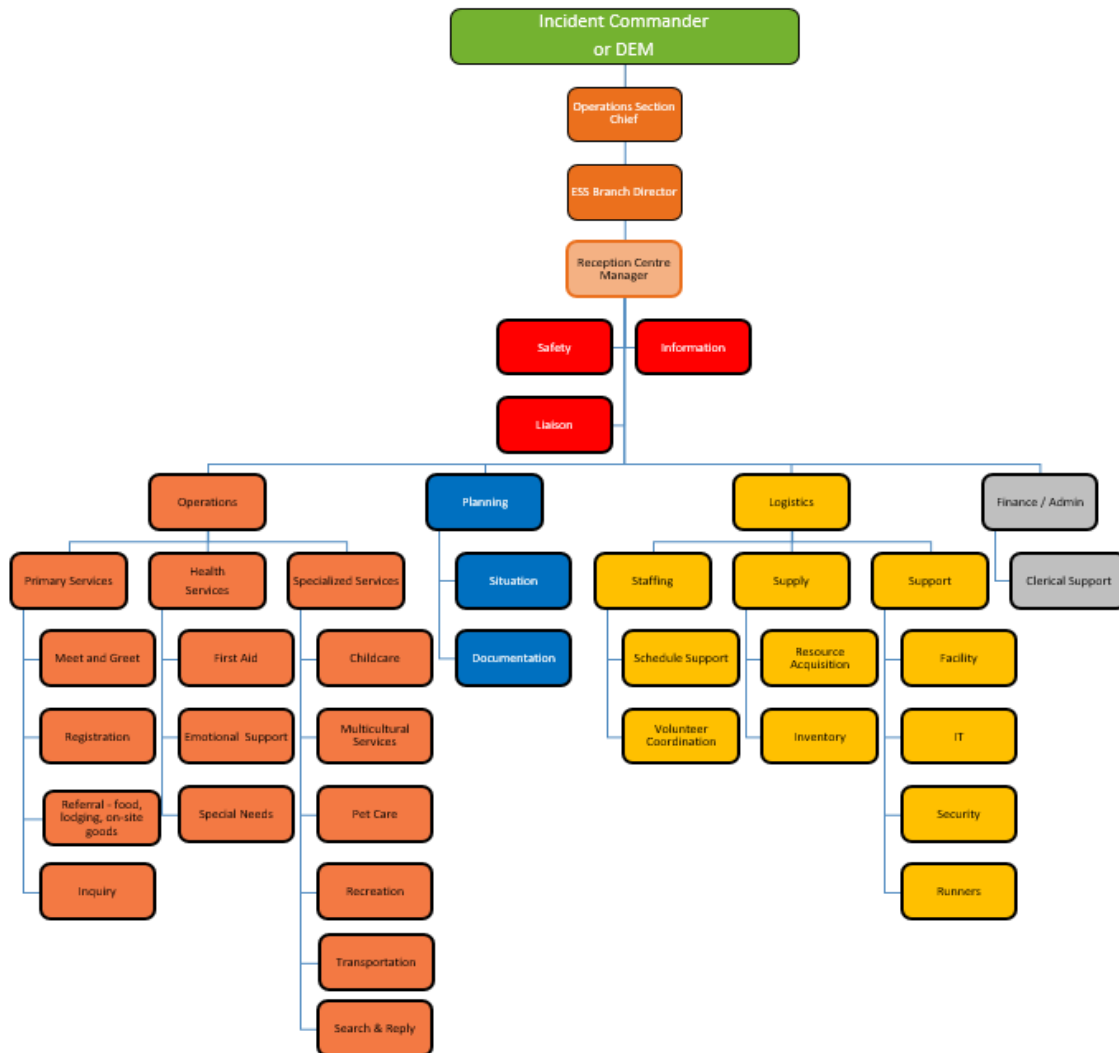 Incident Commander
or DEM
Operations Section
Chief
ESS Branch Director
Reception Centre
Manager
Safety
Information
Liaison
Operations
Planning
Logistics
Finance / Admin
Primary Services
Health
Services
Specialized Services
Situation
Staffing
Supply
Support
Clerical Support
Meet and Greet
First Aid
Childcare
Documentation
Schedule Support
Resource
Acquisition
Facility
Registration
Emotional Support
Multicultural
Services
Volunteer
Coordination
Inventory
IT
Referral - food,
lodging, on-site
goods
Special Needs
Pet Care
Security
Inquiry
Recreation
Runners
Transportation
Search & Reply